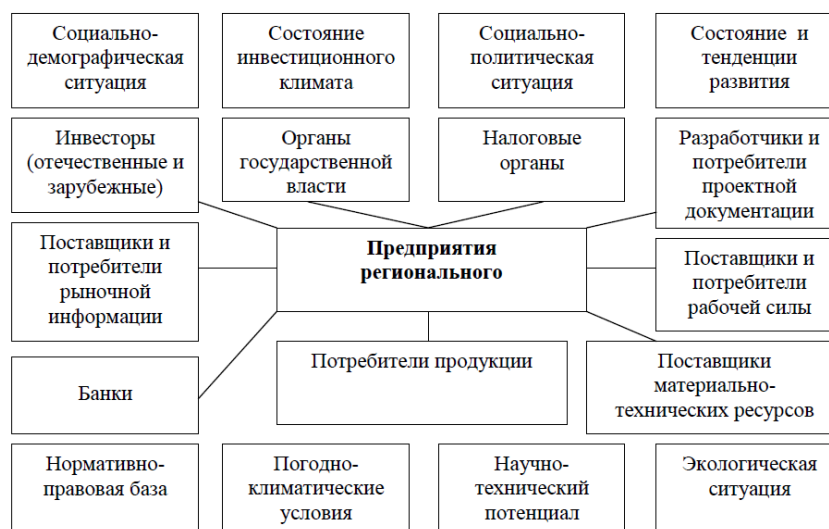 Социально-
демографическая
ситуация
Состояние
инвестиционного
климата
Социально-
политическая
ситуация
Состояние и
тенденции
развития
Инвесторы
(отечественные и
зарубежные)
Органы
государственной
власти
Налоговые
органы
Разработчики и
потребители
проектной
документации
Поставщики и
потребители
рыночной
информации
Предприятия
регионального
Поставщики и
потребители
рабочей силы
Банки
Потребители продукции
Поставщики
материально-
технических ресурсов
Нормативно-
правовая база
Погодно-
климатические
условия
Научно-
технический
потенциал
Экологическая
ситуация